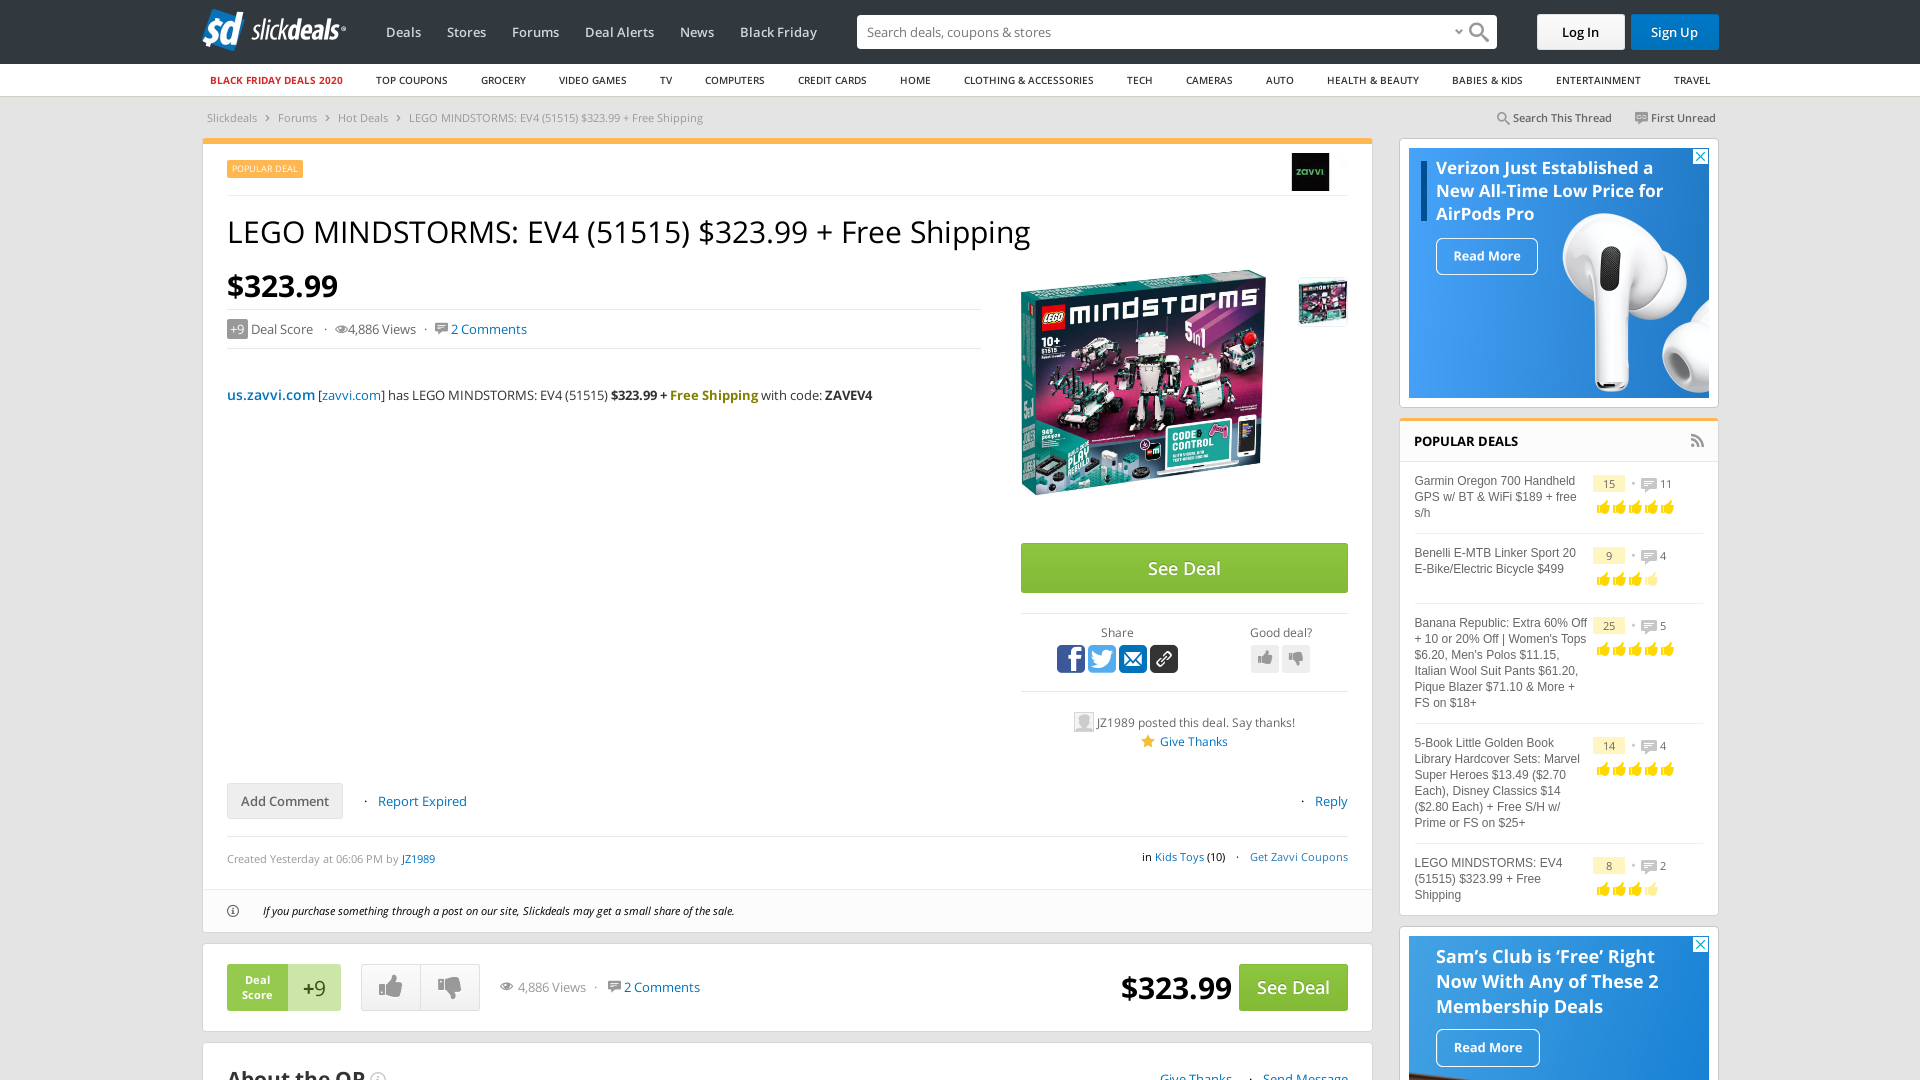 sd slickdeals
Deals
Stores
Forums
Deal Alerts
News
Black Friday
Search deals, coupons & stores
Log In
Sign Up
BLACK FRIDAY DEALS 2020
TOP COUPONS
GROCERY
VIDEO GAMES
TV
COMPUTERS
CREDIT CARDS
HOME
CLOTHING & ACCESSORIES
TECH
CAMERAS
AUTO
HEALTH & BEAUTY
BABIES & KIDS
ENTERTAINMENT
TRAVEL
Slickdeals > Forums > Hot Deals > LEGO MINDSTORMS: EV4 (51515) $323.99 + Free Shipping
Search This Thread
First Unread
POPULAR DEAL
zavvi
LEGO MINDSTORMS: EV4 (51515) $323.99 + Free Shipping
$323.99
+9 Deal Score · 4,886 Views · 2 Comments
us.zavvi.com [zavvi.com] has LEGO MINDSTORMS: EV4 (51515) $323.99 + Free Shipping with code: ZAVEV4
LEGO
mindstorms
5in1
10+
51515
949
BUILD
PLAY
REBUILD
CODE
CONTROL
See Deal
Share
Good deal?
JZ1989 posted this deal. Say thanks!
Give Thanks
Add Comment
· Report Expired
· Reply
Created Yesterday at 06:06 PM by JZ1989
in Kids Toys (10) · Get Zavvi Coupons
If you purchase something through a post on our site, Slickdeals may get a small share of the sale.
Deal
Score
+9
4,886 Views · 2 Comments
$323.99
See Deal
About the OP
Give Thanks · Send Message
Verizon Just Established a
New All-Time Low Price for
AirPods Pro
Read More
POPULAR DEALS
Garmin Oregon 700 Handheld
GPS w/ BT & WiFi $189 + free
s/h
15 · 11
Benelli E-MTB Linker Sport 20
E-Bike/Electric Bicycle $499
9 · 4
Banana Republic: Extra 60% Off
+ 10 or 20% Off | Women's Tops
$6.20, Men's Polos $11.15,
Italian Wool Suit Pants $61.20,
Pique Blazer $71.10 & More +
FS on $18+
25 · 5
5-Book Little Golden Book
Library Hardcover Sets: Marvel
Super Heroes $13.49 ($2.70
Each), Disney Classics $14
($2.80 Each) + Free S/H w/
Prime or FS on $25+
14 · 4
LEGO MINDSTORMS: EV4
(51515) $323.99 + Free
Shipping
8 · 2
Sam's Club is ‘Free’ Right
Now With Any of These 2
Membership Deals
Read More